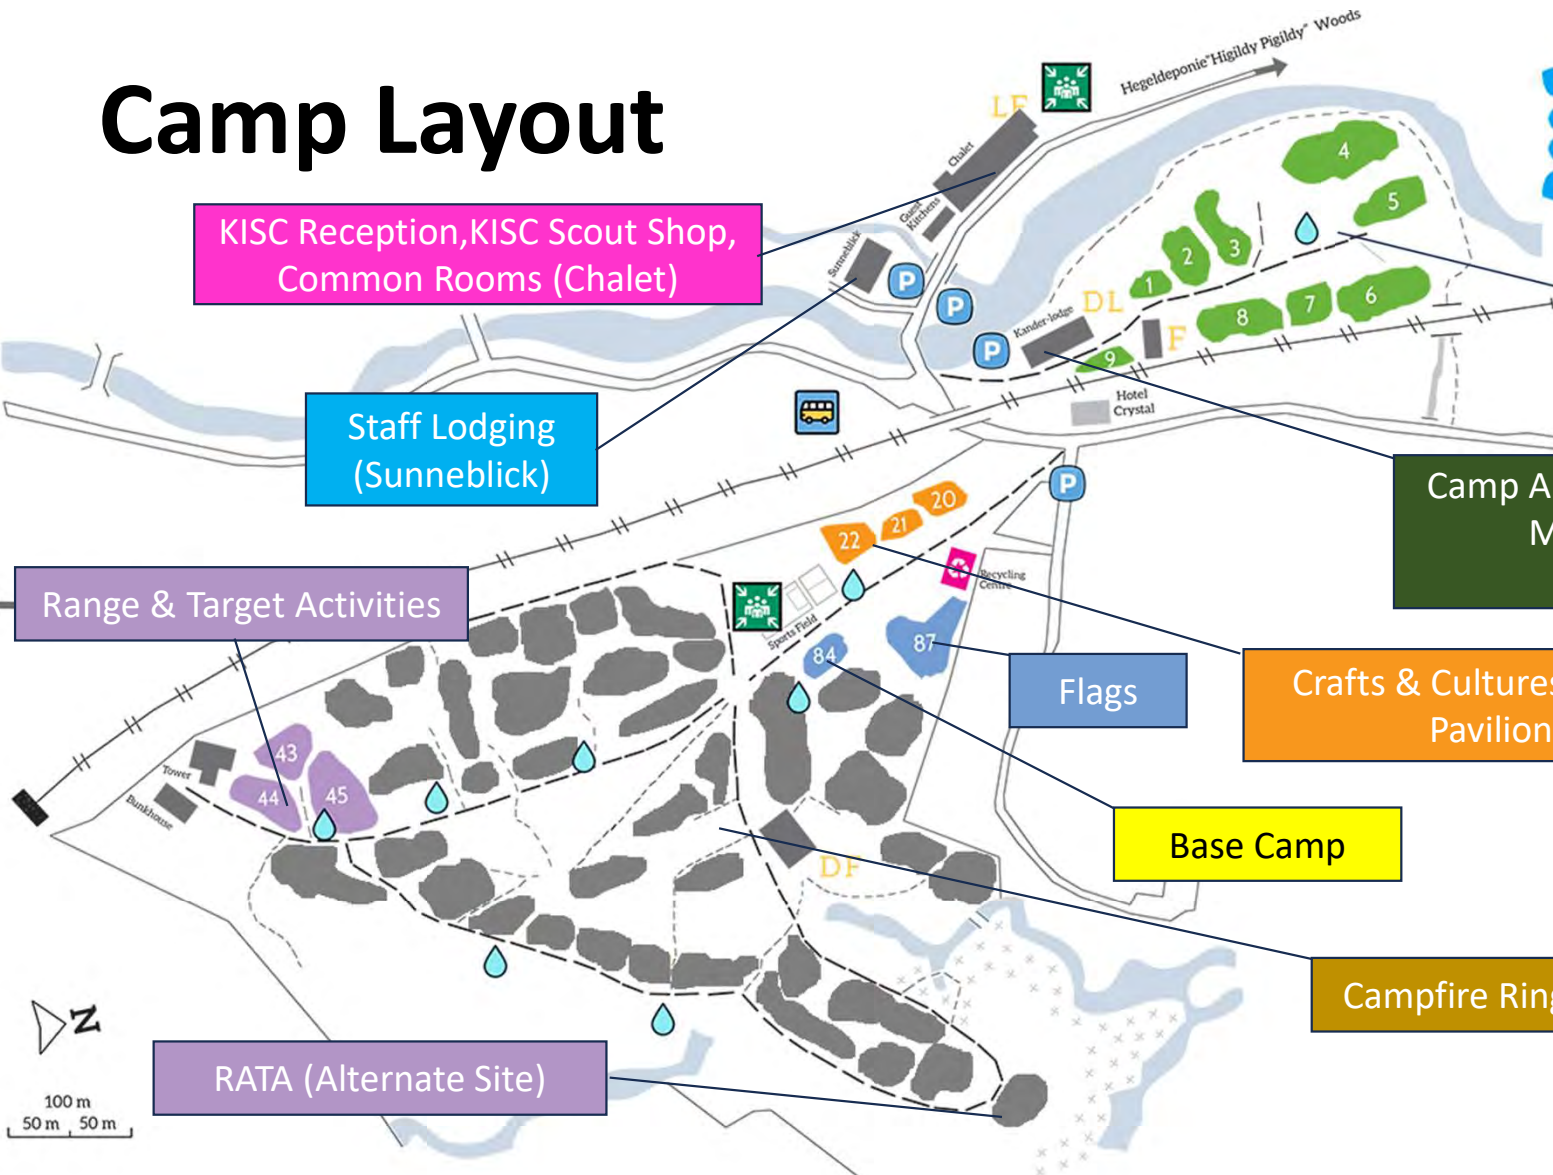 Camp Layout
Hegeldeponie"Higildy Pigildy" Woods
LF
Chalet
Guest
Kitchens
Sunneblick
KISC Reception,KISC Scout Shop,
Common Rooms (Chalet)
4
5
3
2
1
6
7
8
9
P
P
P
DL
Kander-lodge
F
Hotel
Crystal
Staff Lodging
(Sunneblick)
P
Camp A
M
20
21
22
Recycling
Centre
Range & Target Activities
Sports Field
84
87
Flags
Crafts & Cultures
Pavilion
43
44
45
Tower
Bunkhouse
Base Camp
DF
Campfire Ring
N
RATA (Alternate Site)
100 m
50 m 50 m